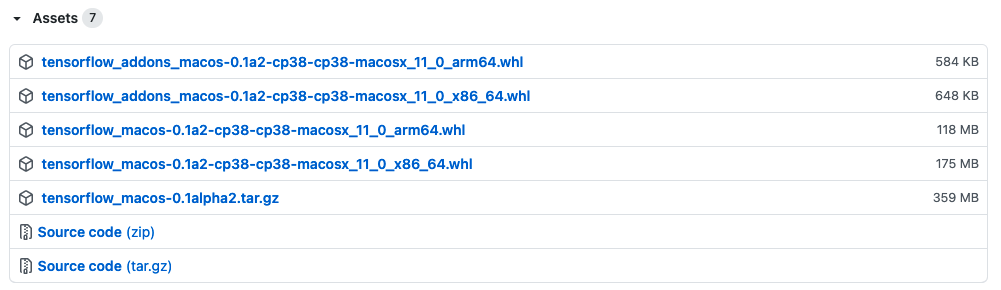 Assets 7
tensorflow_addons_macos-0.1a2-cp38-cp38-macosx_11_0_arm64.whl 584 KB
tensorflow_addons_macos-0.1a2-cp38-cp38-macosx_11_0_x86_64.whl 648 KB
tensorflow_macos-0.1a2-cp38-cp38-macosx_11_0_arm64.whl 118 MB
tensorflow_macos-0.1a2-cp38-cp38-macosx_11_0_x86_64.whl 175 MB
tensorflow_macos-0.1alpha2.tar.gz 359 MB
Source code (zip)
Source code (tar.gz)